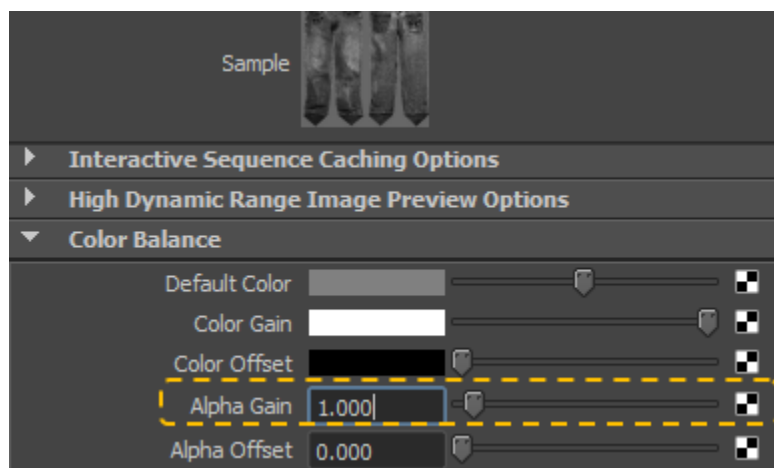 Sample
Interactive Sequence Caching Options
High Dynamic Range Image Preview Options
Color Balance
Default Color
Color Gain
Color Offset
Alpha Gain 1.000
Alpha Offset 0.000